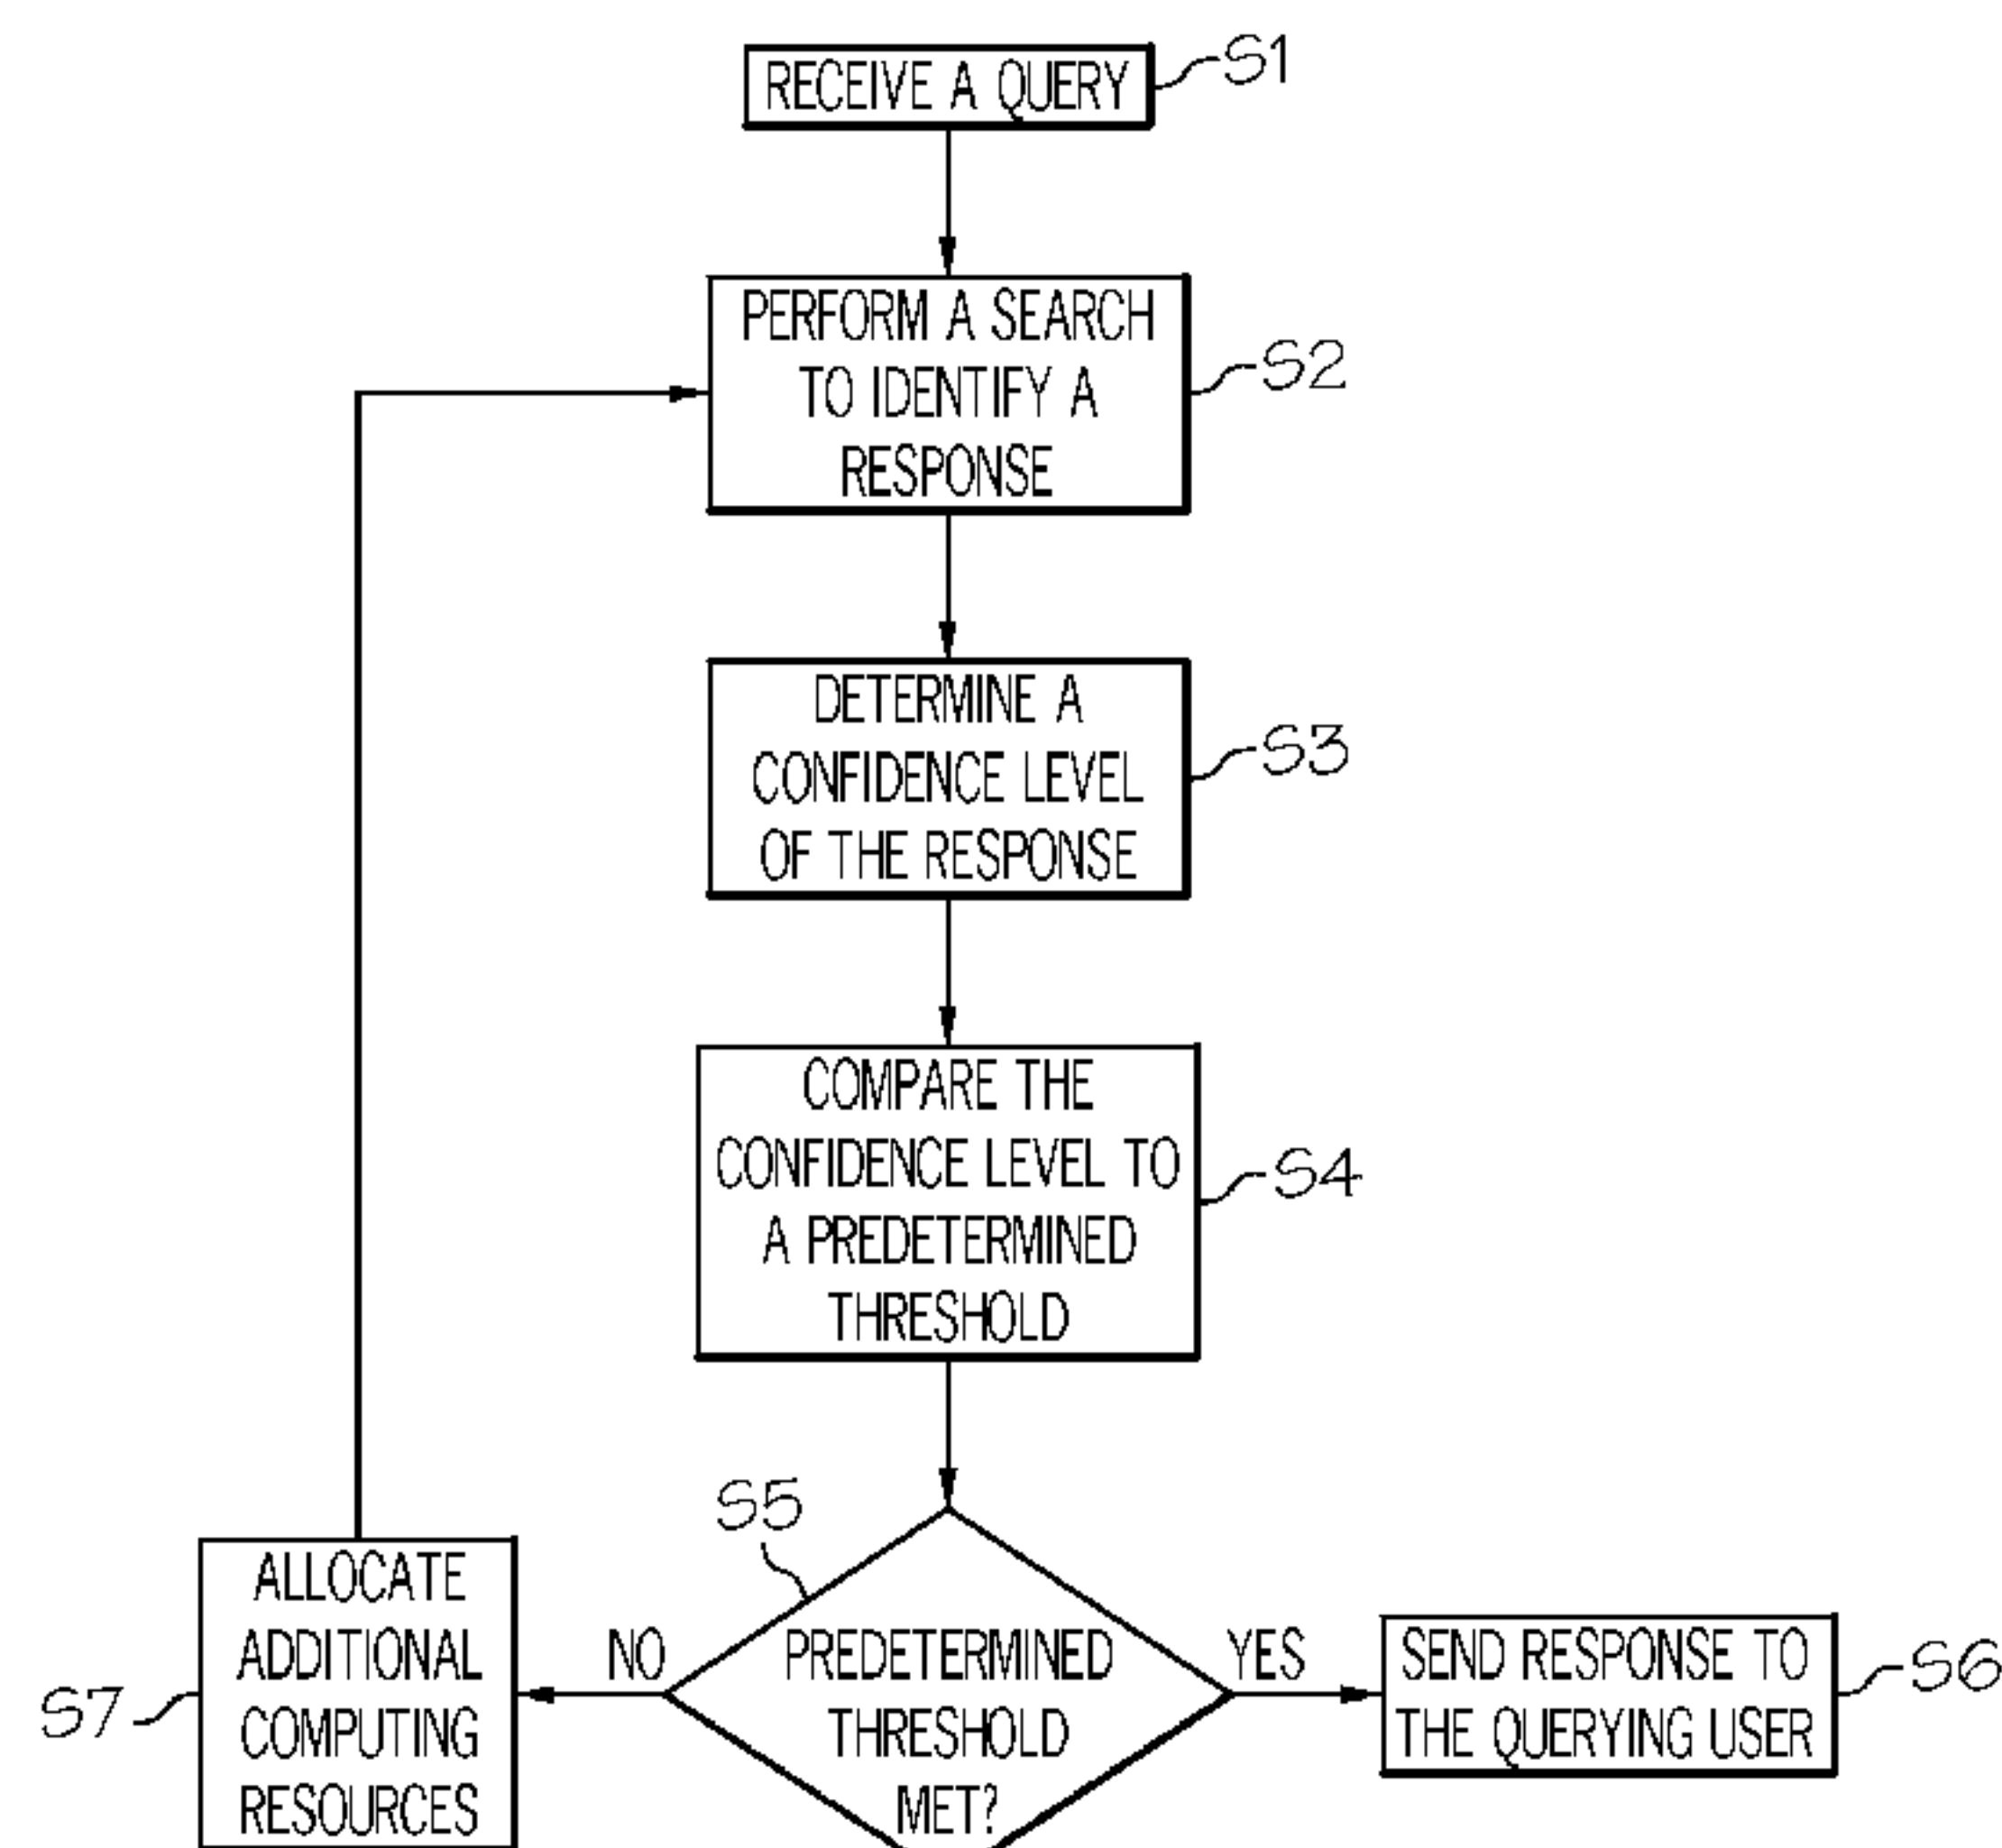 RECEIVE A QUERY
S1
PERFORM A SEARCH
TO IDENTIFY A
RESPONSE
S2
DETERMINE A
CONFIDENCE LEVEL
OF THE RESPONSE
S3
COMPARE THE
CONFIDENCE LEVEL TO
A PREDETERMINED
THRESHOLD
S4
S5
PREDETERMINED
THRESHOLD
MET?
NO
YES
ALLOCATE
ADDITIONAL
COMPUTING
RESOURCES
S7
SEND RESPONSE TO
THE QUERYING USER
S6